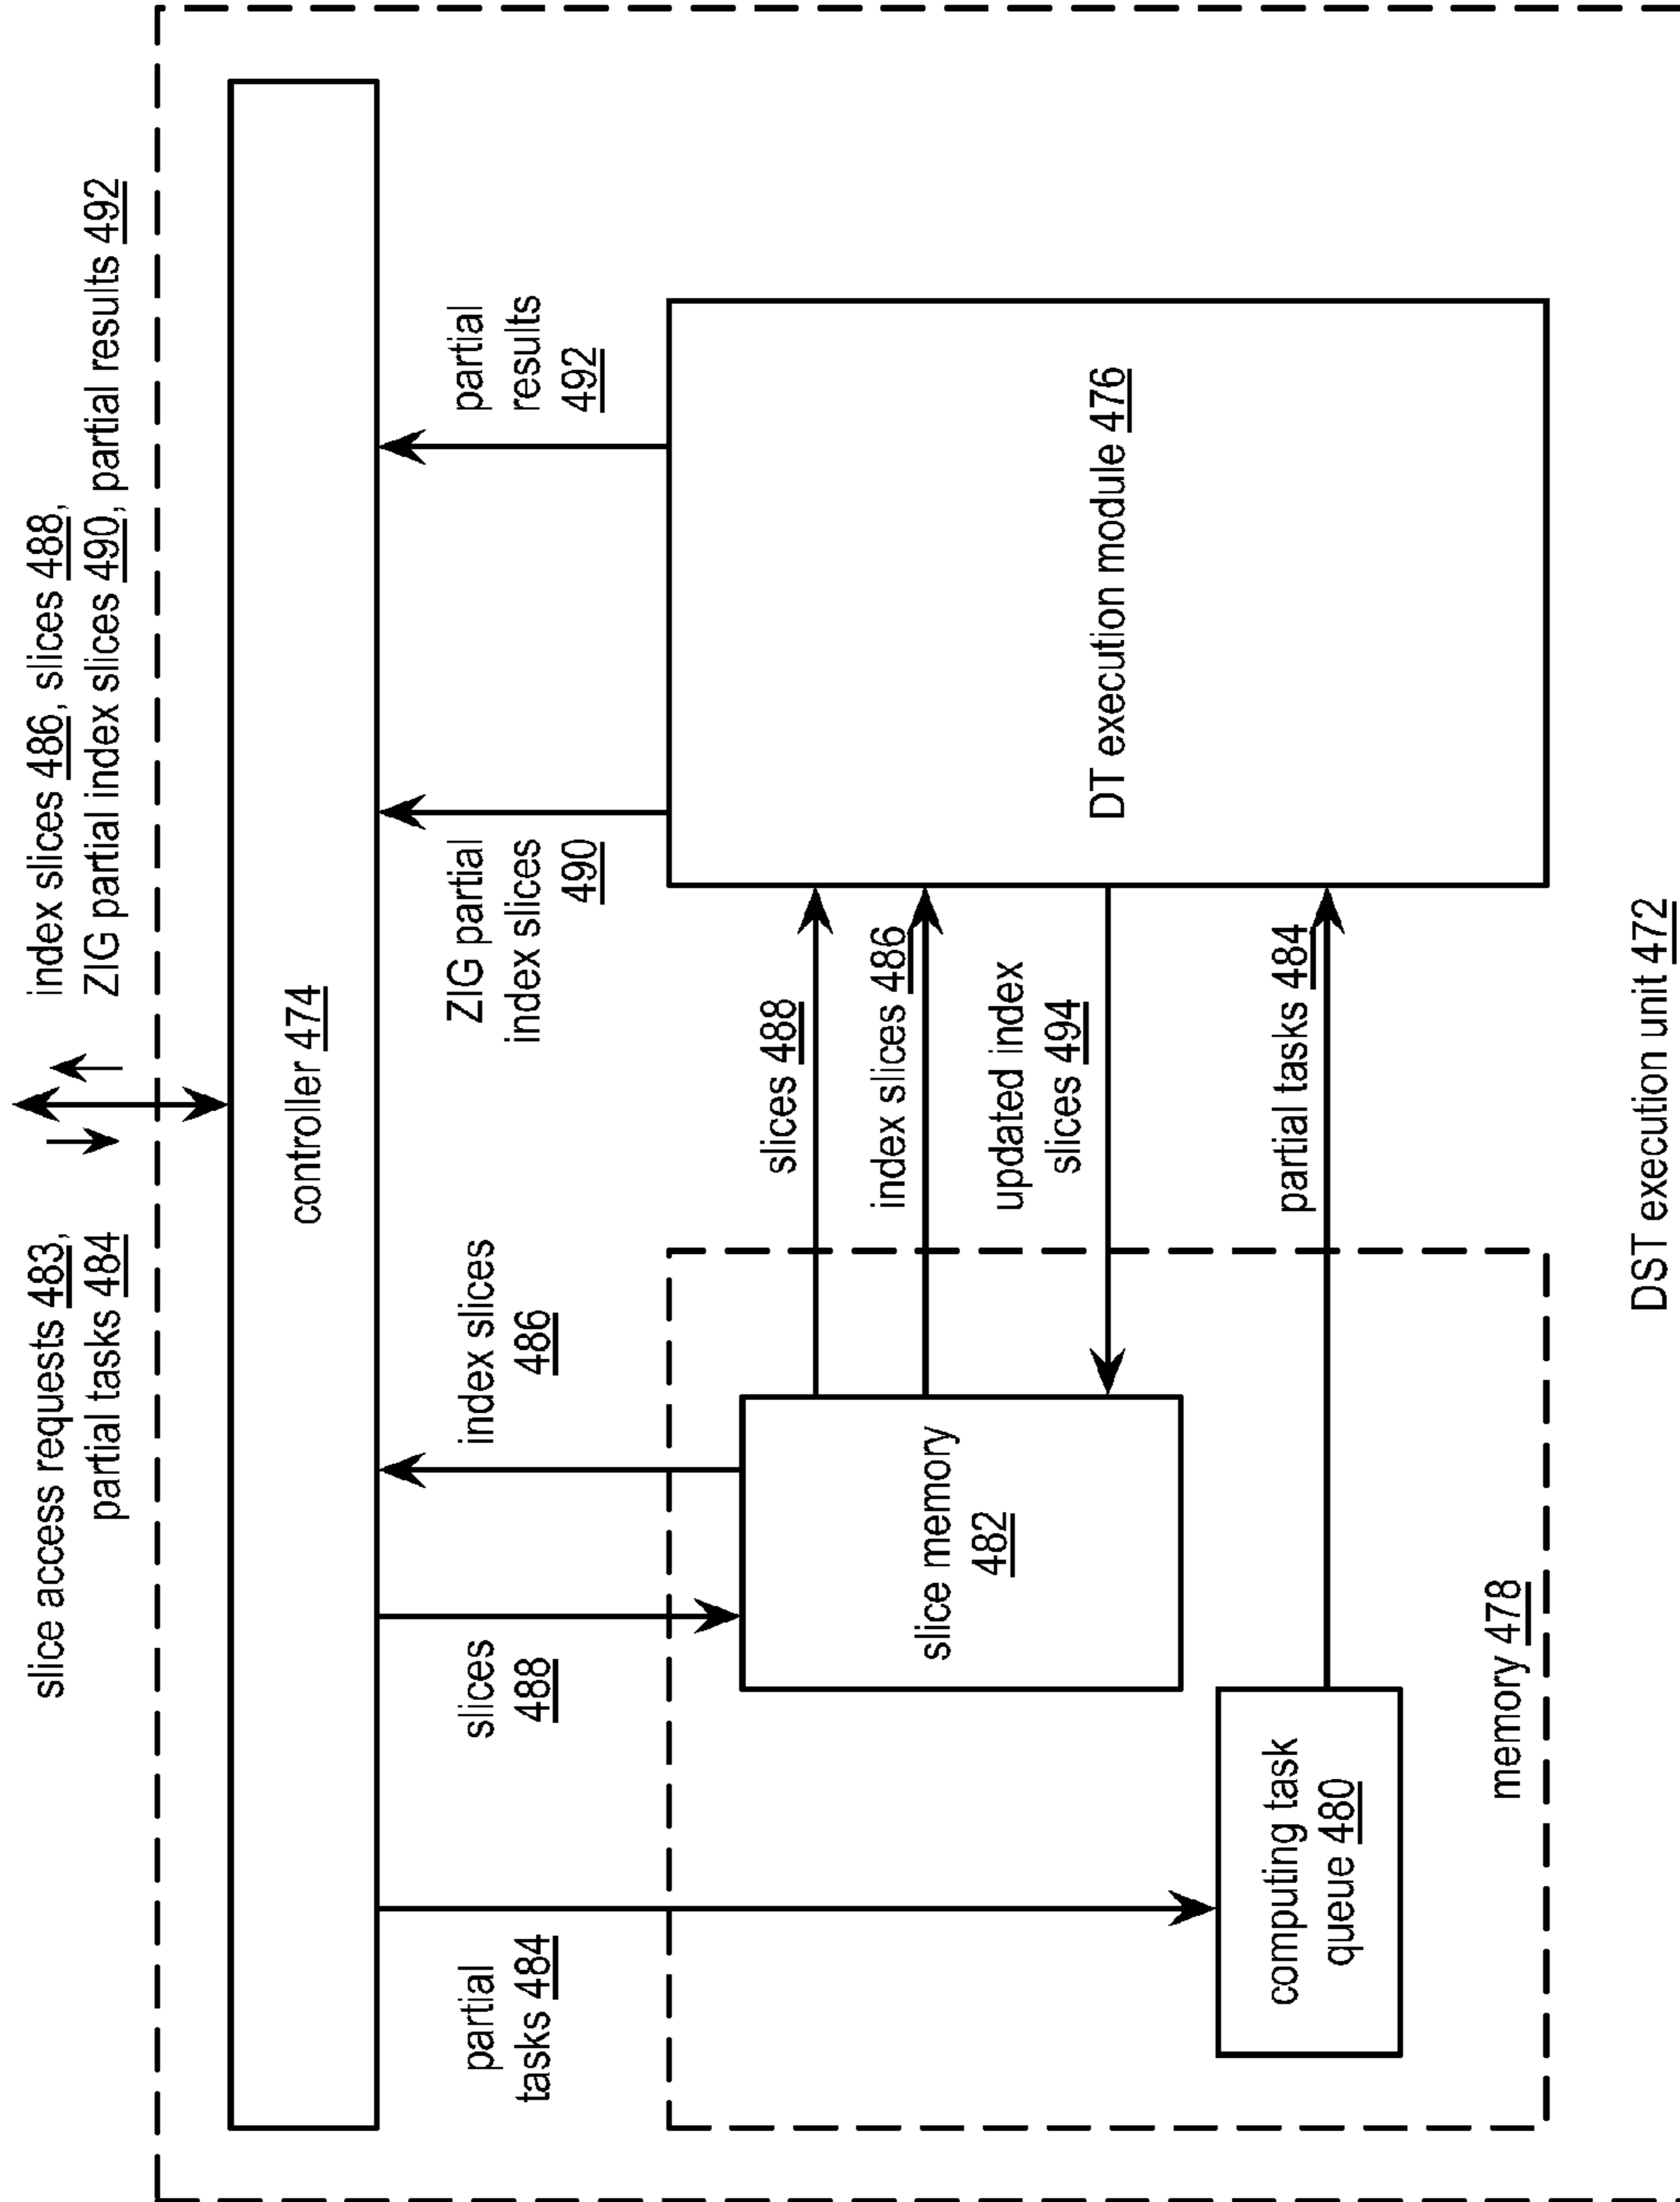 slice access requests 483,
partial tasks 484
index slices 486, slices 488,
ZIG partial index slices 490, partial results 492
controller 474
partial
tasks 484
slices
488
index slices
486
ZIG partial
index slices
490
partial
results
492
slice memory
482
slices 488
index slices 486
updated index
slices 494
partial tasks 484
DT execution module 476
computing task
queue 480
memory 478
DST execution unit 472